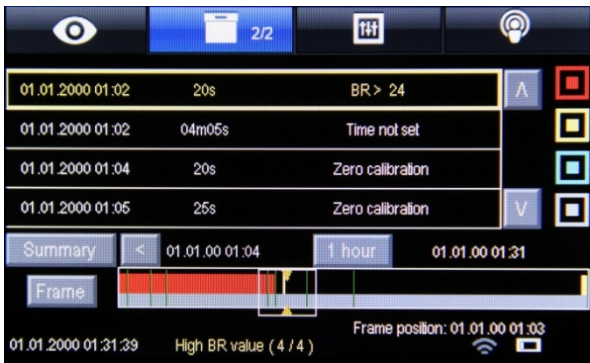 2/2
01.01.2000 01:02 20s BR > 24
01.01.2000 01:02 04m05s Time not set
01.01.2000 01:04 20s Zero calibration
01.01.2000 01:05 25s Zero calibration
Summary < 01.01.00 01:04 1 hour 01.01.00 01:31
Frame
Frame position: 01.01.00 01:03
01.01.2000 01:31:39 High BR value ( 4 / 4 )